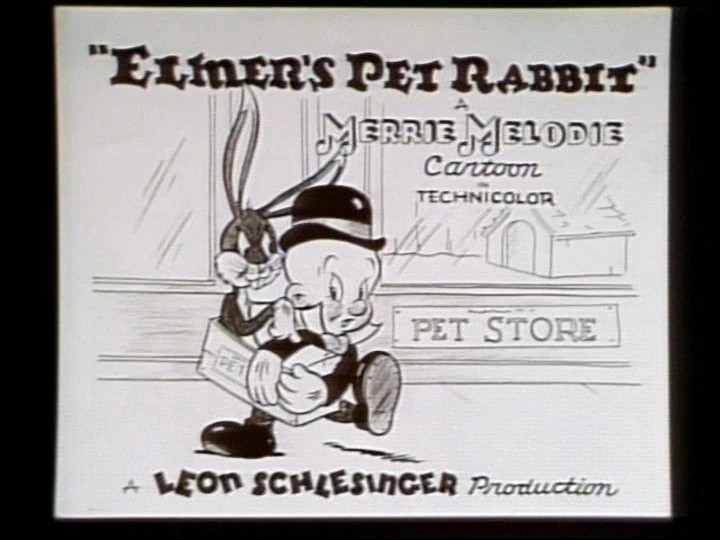 "ELMER'S PET RABBIT"
A
MERRIE MELODIE
Cartoon
IN
TECHNICOLOR
PET STORE
PET
A LEON SCHLESINGER Production